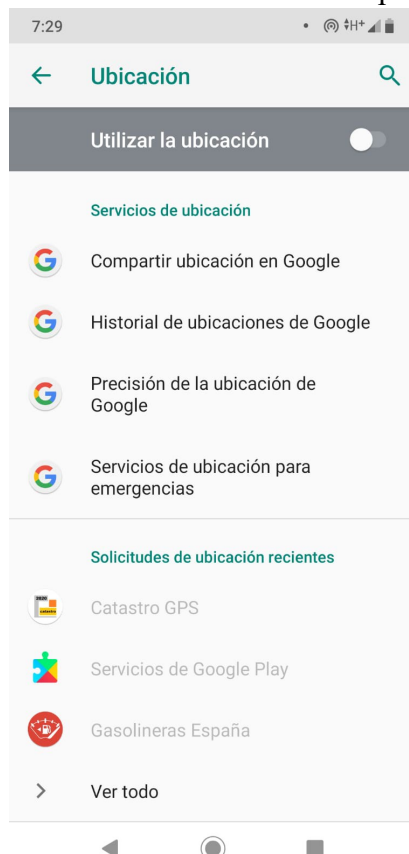 7:29
H+
Ubicación
Utilizar la ubicación
Servicios de ubicación
Compartir ubicación en Google
Historial de ubicaciones de Google
Precisión de la ubicación de
Google
Servicios de ubicación para
emergencias
Solicitudes de ubicación recientes
2020
catastro
Catastro GPS
Servicios de Google Play
Gasolineras España
Ver todo